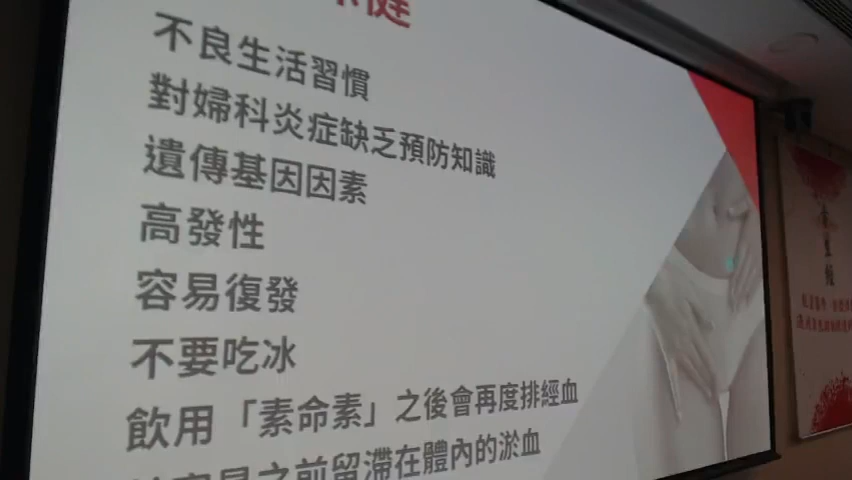 健
不良生活習慣
對婦科炎症缺乏預防知識
遺傳基因因素
高發性
容易復發
不要吃冰
飲用「素命素」之後會再度排經血
之前留滯在體內的淤血